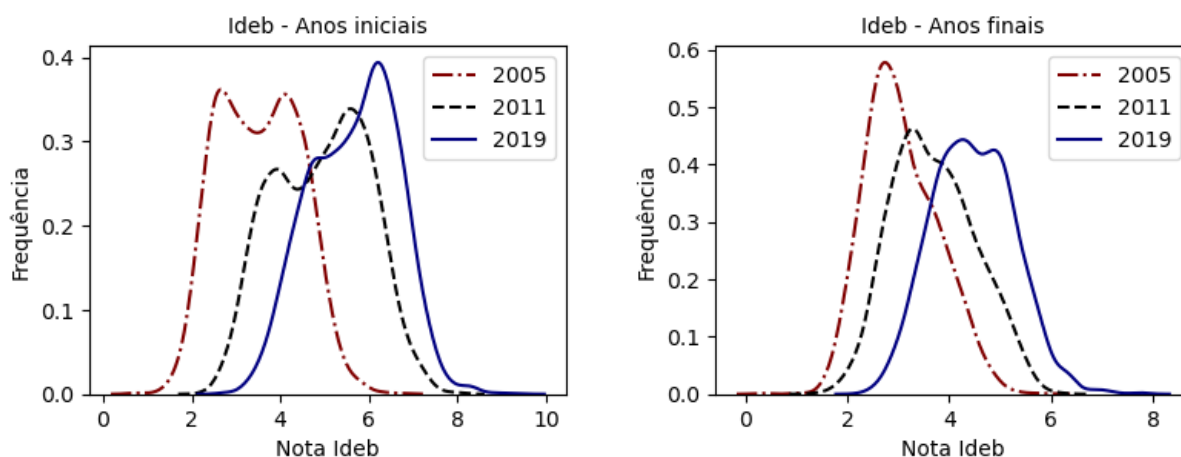 Ideb - Anos iniciais
0.4
0.3
0.2
0.1
0.0
Frequência
0 2 4 6 8 10
Nota Ideb
2005
2011
2019
Ideb - Anos finais
0.6
0.5
0.4
0.3
0.2
0.1
0.0
Frequência
0 2 4 6 8
Nota Ideb
2005
2011
2019